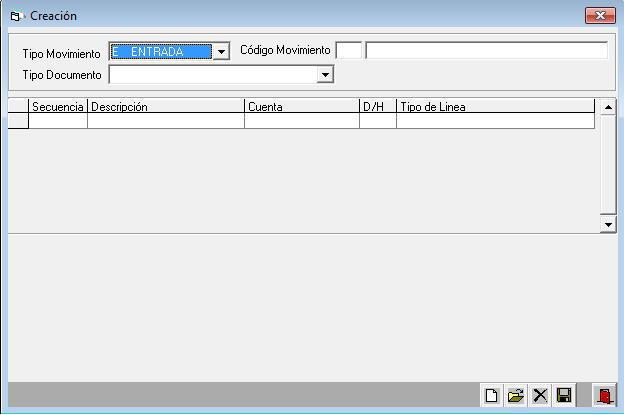 Creación
Tipo Movimiento E ENTRADA Código Movimiento
Tipo Documento
Secuencia Descripción Cuenta D/H Tipo de Linea